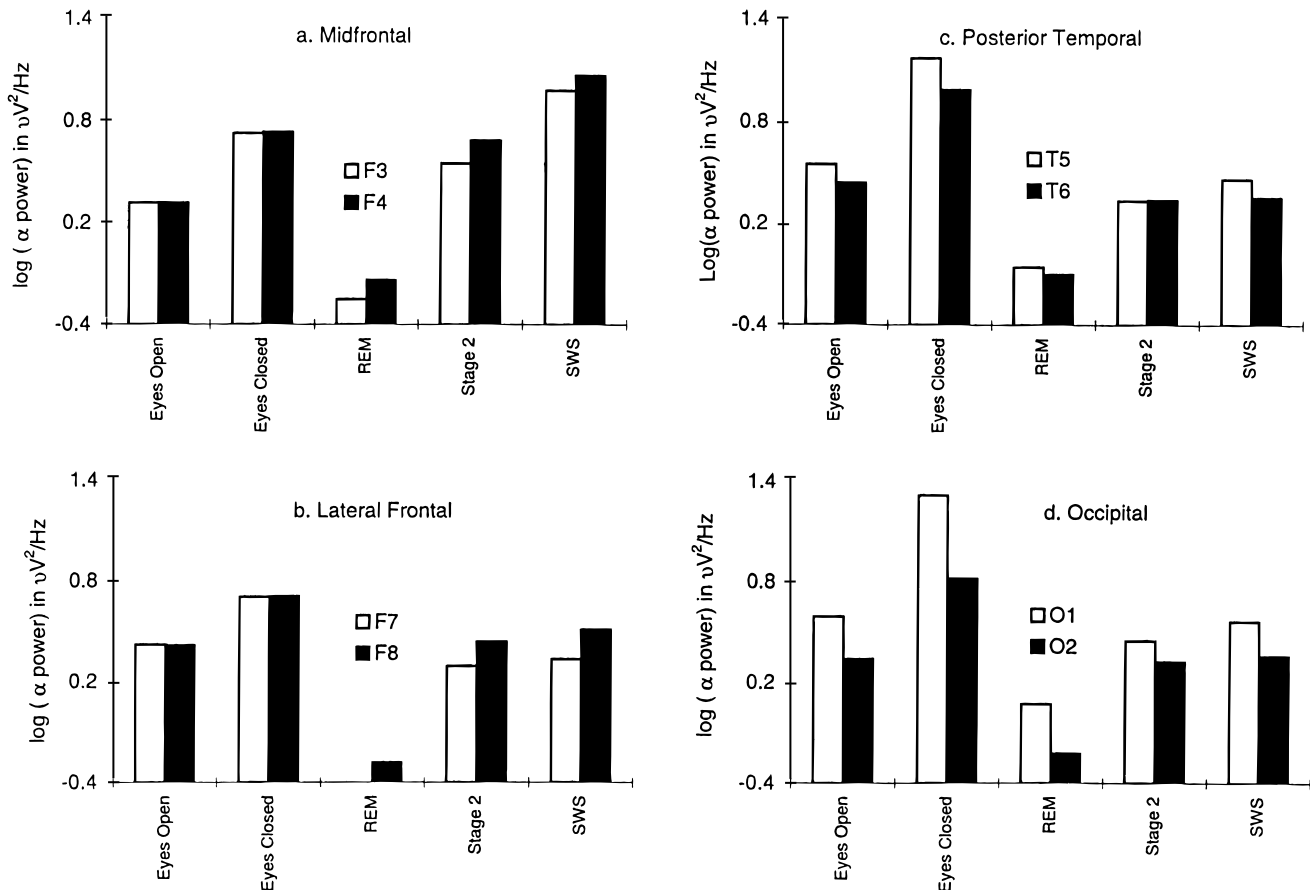 a. Midfrontal
log ( α power) in υV²/Hz
1.4
0.8
0.2
-0.4
F3
F4
Eyes Open
Eyes Closed
REM
Stage 2
SWS
c. Posterior Temporal
Log(α power) in υV²/Hz
1.4
0.8
0.2
-0.4
T5
T6
Eyes Open
Eyes Closed
REM
Stage 2
SWS
b. Lateral Frontal
log ( α power) in υV²/Hz
1.4
0.8
0.2
-0.4
F7
F8
Eyes Open
Eyes Closed
REM
Stage 2
SWS
d. Occipital
log ( α power) in υV²/Hz
1.4
0.8
0.2
-0.4
O1
O2
Eyes Open
Eyes Closed
REM
Stage 2
SWS